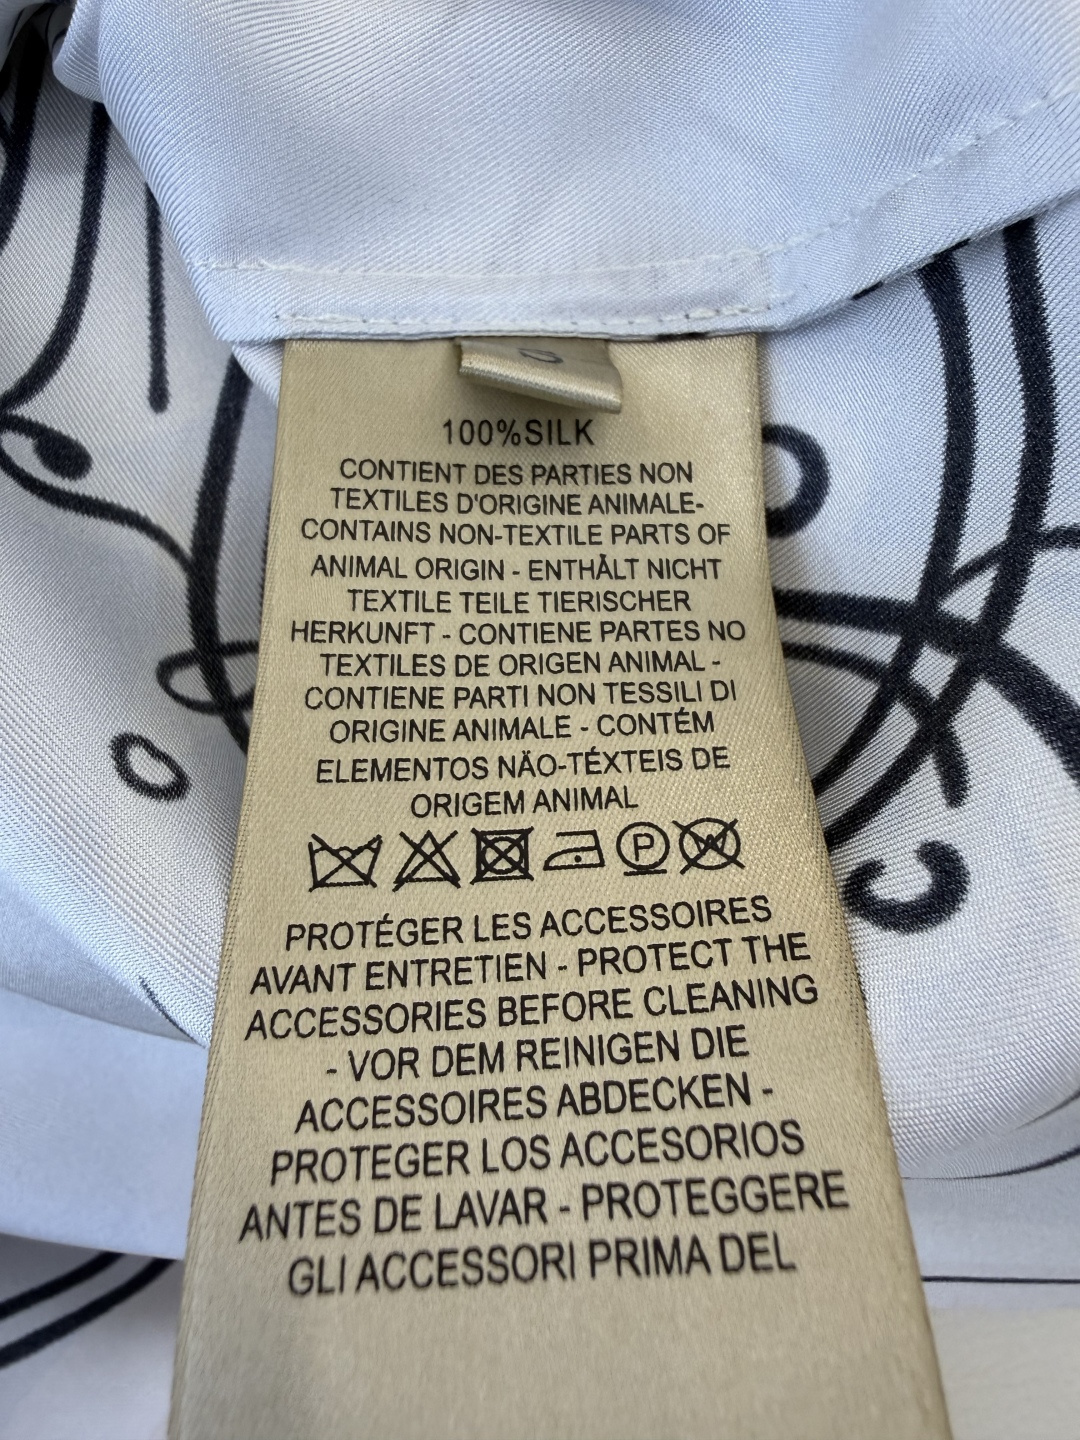 100%SILK
CONTIENT DES PARTIES NON
TEXTILES D'ORIGINE ANIMALE-
CONTAINS NON-TEXTILE PARTS OF
ANIMAL ORIGIN - ENTHÅLT NICHT
TEXTILE TEILE TIERISCHER
HERKUNFT - CONTIENE PARTES NO
TEXTILES DE ORIGEN ANIMAL -
CONTIENE PARTI NON TESSILI DI
ORIGINE ANIMALE - CONTÉM
ELEMENTOS NÃO-TÉXTEIS DE
ORIGEM ANIMAL
P W
PROTÉGER LES ACCESSOIRES
AVANT ENTRETIEN - PROTECT THE
ACCESSORIES BEFORE CLEANING
- VOR DEM REINIGEN DIE
ACCESSOIRES ABDECKEN -
PROTEGER LOS ACCESORIOS
ANTES DE LAVAR - PROTEGGERE
GLI ACCESSORI PRIMA DEL